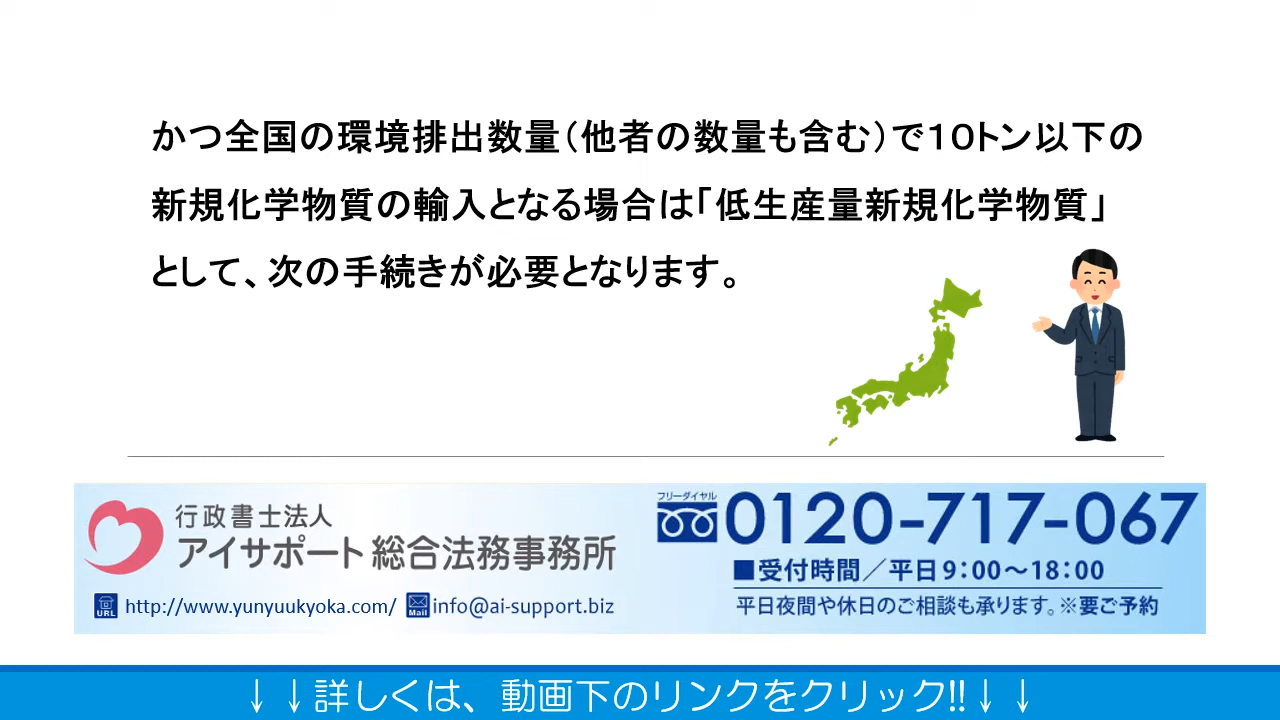 かつ全国の環境排出数量（他者の数量も含む）で１０トン以下の
新規化学物質の輸入となる場合は「低生産量新規化学物質」
として、次の手続きが必要となります。
行政書士法人
アイサポート 総合法務事務所
URL http://www.yunyuukyoka.com/ Mail info@ai-support.biz
フリーダイヤル
0120-717-067
■受付時間／平日9：00〜18：00
平日夜間や休日のご相談も承ります。※要ご予約
↓↓詳しくは、動画下のリンクをクリック!!↓↓